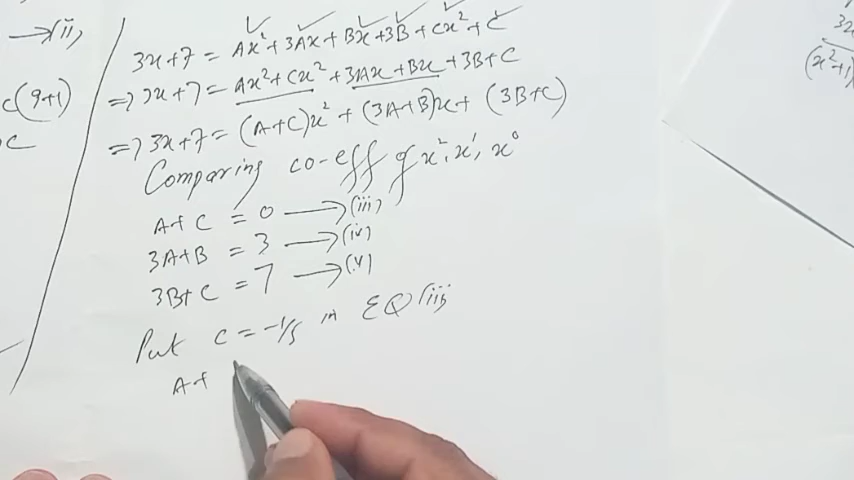 →(ii)
c(9+1)
c
3x+7 = Ax²+3Ax+Bx+3B+Cx²+C
=> 3x+7 = Ax²+Cx²+3Ax+Bx+3B+C
=> 3x+7 = (A+C)x²+(3A+B)x+(3B+C)
Comparing co-eff of x², x¹, x⁰
A+C = 0 →(iii)
3A+B = 3 →(iv)
3B+C = 7 →(v)
Put C = -1/5 in EQ (iii)
A+
(x²+1)